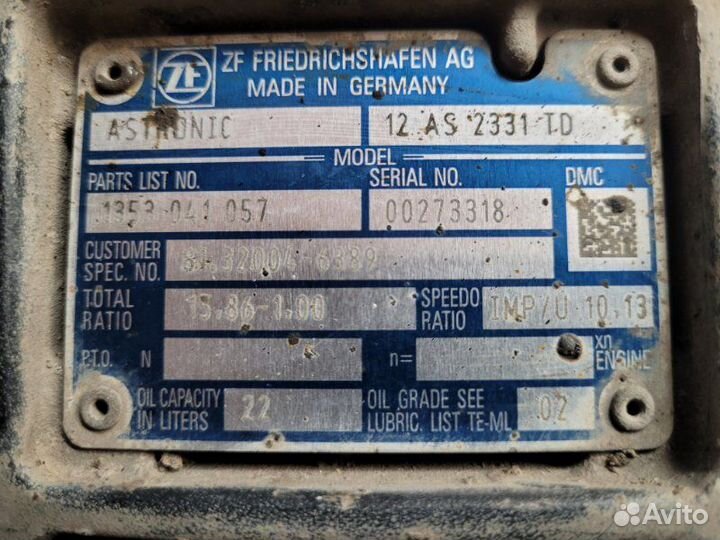 ZF
ZF FRIEDRICHSHAFEN AG
MADE IN GERMANY
ASTRONIC
12 AS 2331 TD
MODEL
PARTS LIST NO.
SERIAL NO.
DMC
1353 041 057
00273318
CUSTOMER
SPEC. NO.
81.32004-6389
TOTAL
RATIO
15.86-1.00
SPEEDO
RATIO
IMP/U 10,13
P.T.O. N
n=
xn
ENGINE
OIL CAPACITY
IN LITERS
22
OIL GRADE SEE
LUBRIC. LIST TE-ML
02
Avito